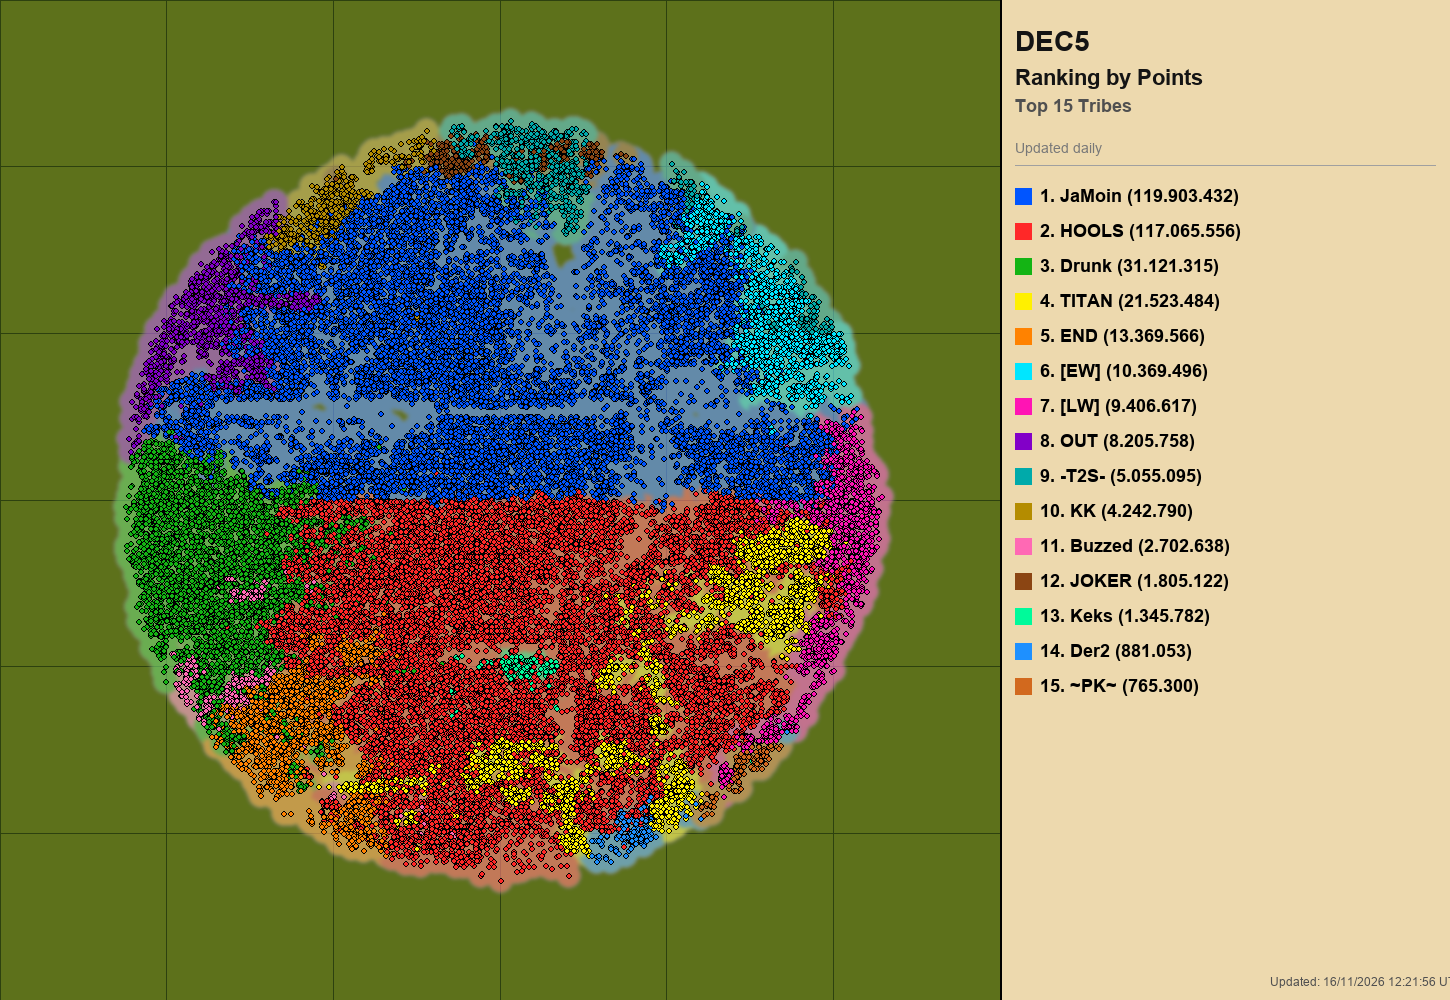 DEC5
Ranking by Points
Top 15 Tribes
Updated daily
1. JaMoin (119.903.432)
2. HOOLS (117.065.556)
3. Drunk (31.121.315)
4. TITAN (21.523.484)
5. END (13.369.566)
6. [EW] (10.369.496)
7. [LW] (9.406.617)
8. OUT (8.205.758)
9. -T2S- (5.055.095)
10. KK (4.242.790)
11. Buzzed (2.702.638)
12. JOKER (1.805.122)
13. Keks (1.345.782)
14. Der2 (881.053)
15. ~PK~ (765.300)
Updated: 16/11/2026 12:21:56 U